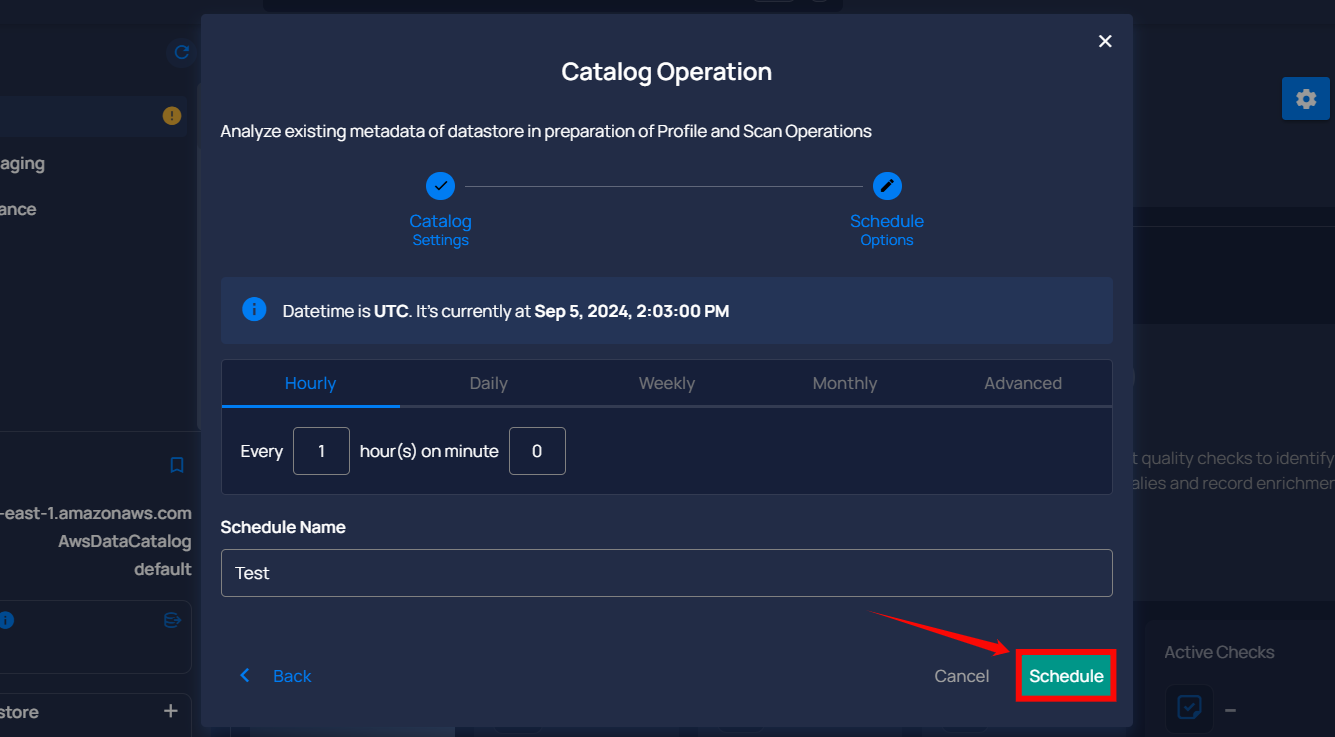 Catalog Operation
Analyze existing metadata of datastore in preparation of Profile and Scan Operations
Catalog
Settings
Schedule
Options
Datetime is UTC. It's currently at Sep 5, 2024, 2:03:00 PM
Hourly Daily Weekly Monthly Advanced
Every 1 hour(s) on minute 0
Schedule Name
Test
Back Cancel Schedule
aging
ance
-east-1.amazonaws.com
AwsDataCatalog
default
store
t quality checks to identify
alies and record enrichmen
Active Checks
–